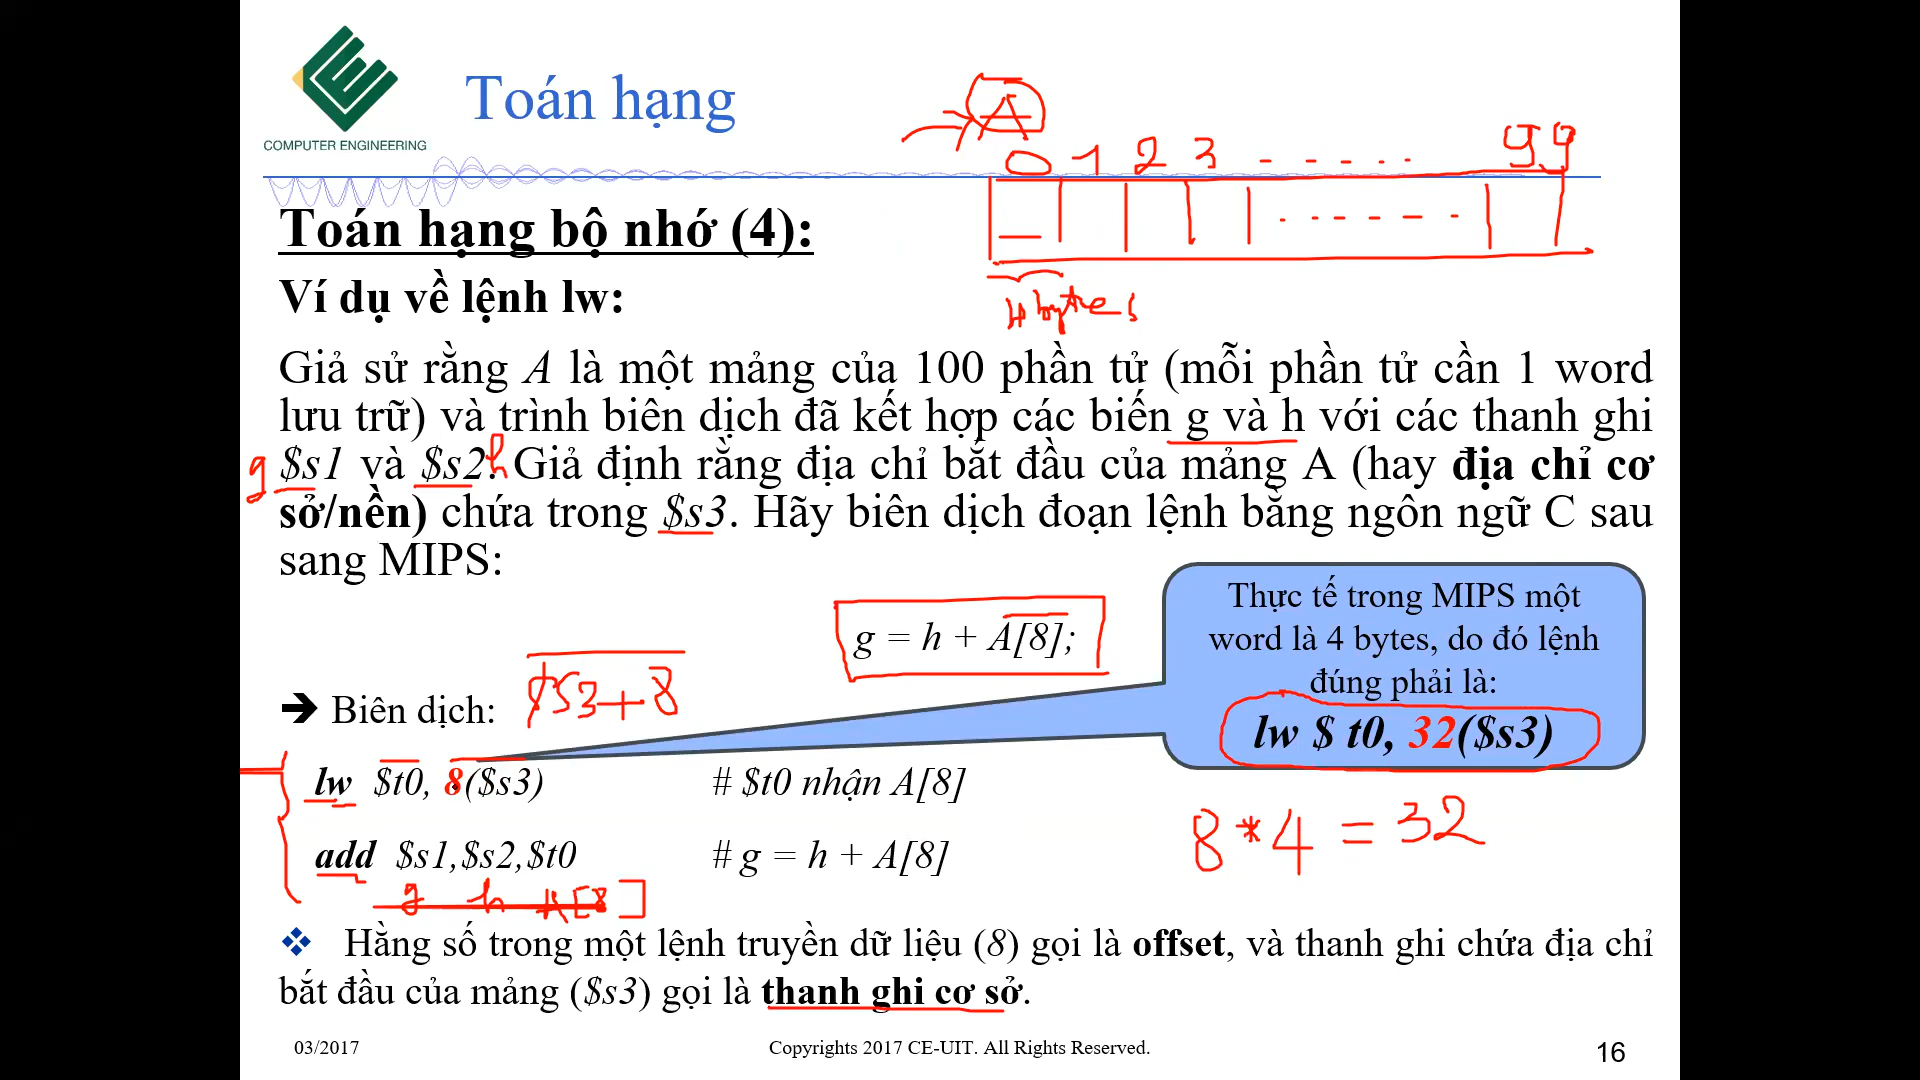 COMPUTER ENGINEERING
Toán hạng
A
0 1 2 3 - - - - - 99
4 bytes
Toán hạng bộ nhớ (4):
Ví dụ về lệnh lw:
Giả sử rằng A là một mảng của 100 phần tử (mỗi phần tử cần 1 word
lưu trữ) và trình biên dịch đã kết hợp các biến g và h với các thanh ghi
g $s1 và $s2. h Giả định rằng địa chỉ bắt đầu của mảng A (hay địa chỉ cơ
sở/nền) chứa trong $s3. Hãy biên dịch đoạn lệnh bằng ngôn ngữ C sau
sang MIPS:
g = h + A[8];
Thực tế trong MIPS một
word là 4 bytes, do đó lệnh
đúng phải là:
lw $ t0, 32($s3)
➔ Biên dịch: $s3+8
lw $t0, 8($s3) # $t0 nhận A[8]
8 * 4 = 32
add $s1,$s2,$t0 # g = h + A[8]
g h A[8]
❖ Hằng số trong một lệnh truyền dữ liệu (8) gọi là offset, và thanh ghi chứa địa chỉ
bắt đầu của mảng ($s3) gọi là thanh ghi cơ sở.
03/2017 Copyrights 2017 CE-UIT. All Rights Reserved. 16